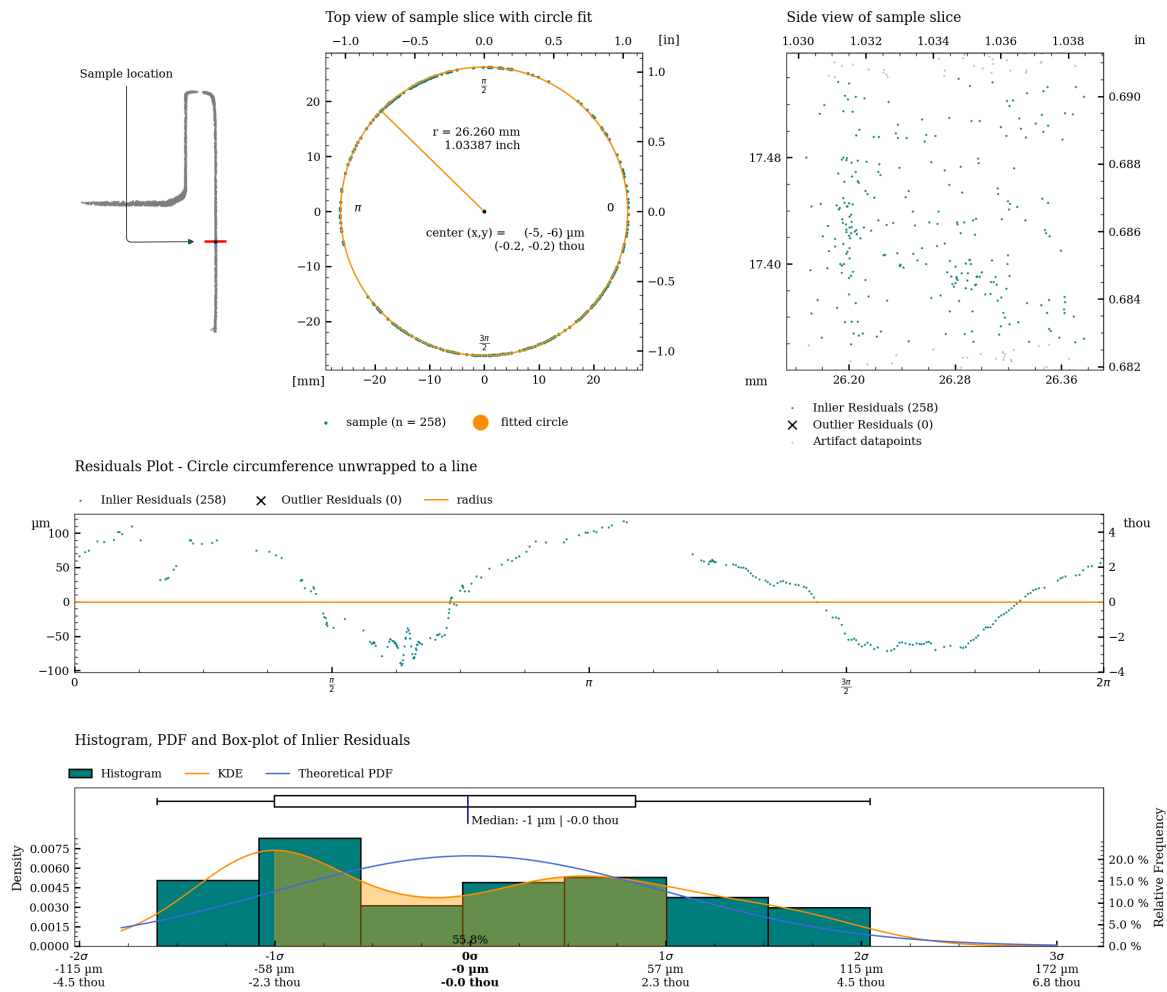 Top view of sample slice with circle fit
Side view of sample slice
−1.0 −0.5 0.0 0.5 1.0 [in]
1.030 1.032 1.034 1.036 1.038 in
Sample location
20
10
0
−10
−20
1.0
0.5
0.0
−0.5
−1.0
π/2
r = 26.260 mm
1.03387 inch
π
0
center (x,y) = (-5, -6) µm
(-0.2, -0.2) thou
3π/2
17.48
17.40
0.690
0.688
0.686
0.684
0.682
[mm] −20 −10 0 10 20
mm 26.20 26.28 26.36
sample (n = 258) fitted circle
Inlier Residuals (258)
Outlier Residuals (0)
Artifact datapoints
Residuals Plot - Circle circumference unwrapped to a line
Inlier Residuals (258) Outlier Residuals (0) radius
µm thou
100
50
0
−50
−100
4
2
0
−2
−4
0 π/2 π 3π/2 2π
Histogram, PDF and Box-plot of Inlier Residuals
Histogram KDE Theoretical PDF
Median: -1 µm | -0.0 thou
Density
0.0075
0.0060
0.0045
0.0030
0.0015
0.0000
Relative Frequency
20.0 %
15.0 %
10.0 %
5.0 %
0.0 %
55.8%
-2σ -1σ 0σ 1σ 2σ 3σ
-115 µm -58 µm -0 µm 57 µm 115 µm 172 µm
-4.5 thou -2.3 thou -0.0 thou 2.3 thou 4.5 thou 6.8 thou